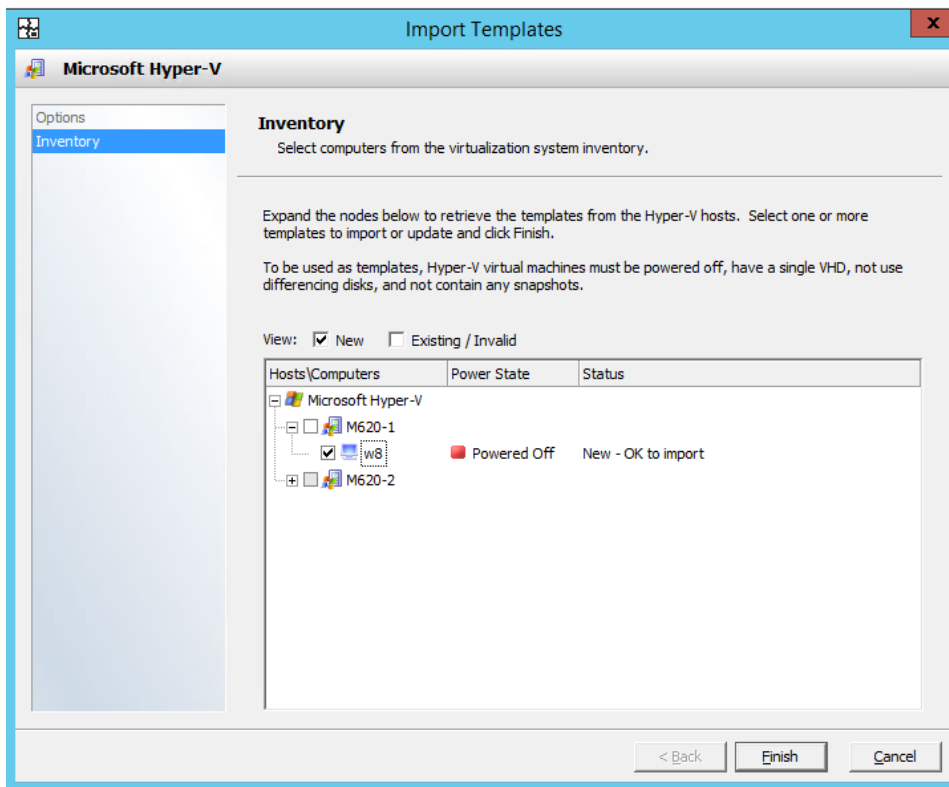 Import Templates
x
Microsoft Hyper-V
Options
Inventory
Inventory
Select computers from the virtualization system inventory.
Expand the nodes below to retrieve the templates from the Hyper-V hosts. Select one or more
templates to import or update and click Finish.
To be used as templates, Hyper-V virtual machines must be powered off, have a single VHD, not use
differencing disks, and not contain any snapshots.
View: New Existing / Invalid
Hosts\Computers Power State Status
Microsoft Hyper-V
M620-1
w8 Powered Off New - OK to import
M620-2
< Back Finish Cancel